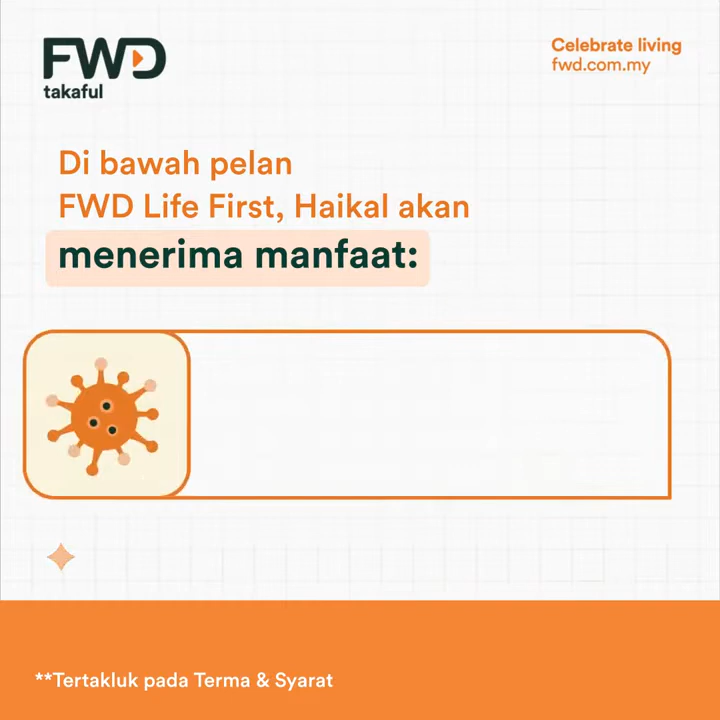 FWD
takaful
Celebrate living
fwd.com.my
Di bawah pelan
FWD Life First, Haikal akan
menerima manfaat:
**Tertakluk pada Terma & Syarat